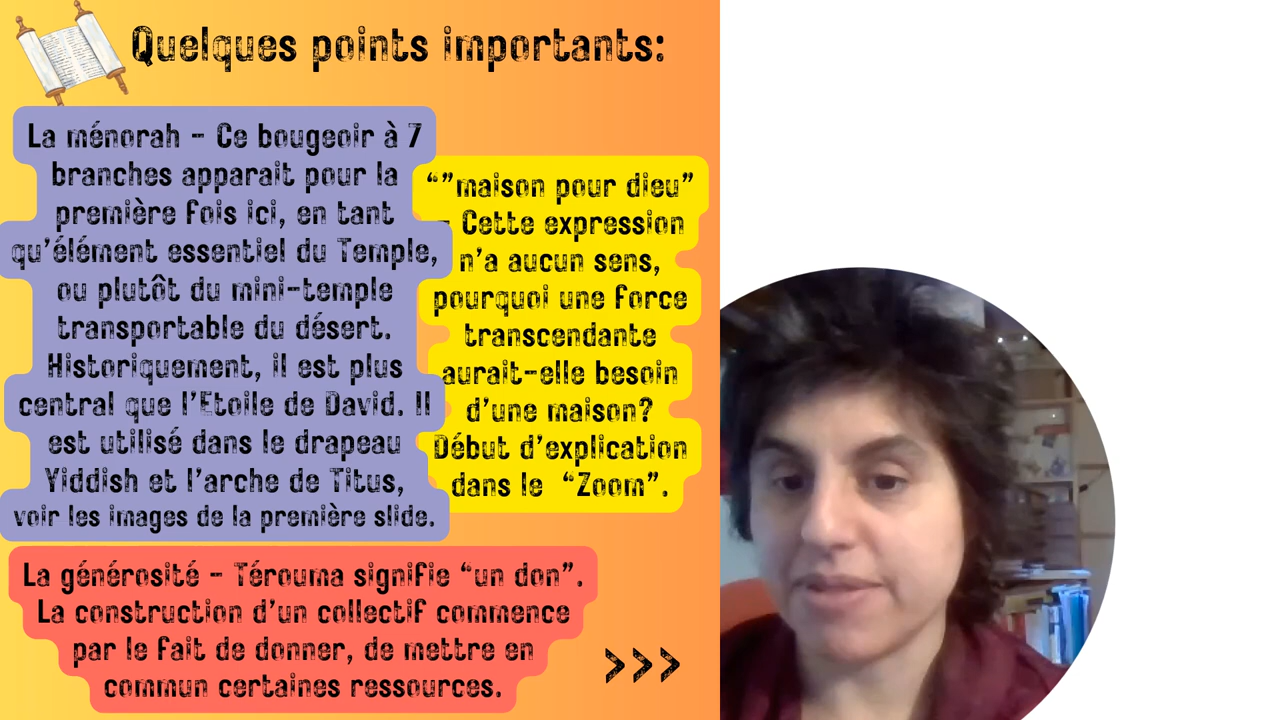 Quelques points importants:
La ménorah - Ce bougeoir à 7
branches apparait pour la
première fois ici, en tant
qu'élément essentiel du Temple,
ou plutôt du mini-temple
transportable du désert.
Historiquement, il est plus
central que l'Etoile de David. Il
est utilisé dans le drapeau
Yiddish et l'arche de Titus,
voir les images de la première slide.
“”maison pour dieu”
- Cette expression
n'a aucun sens,
pourquoi une force
transcendante
aurait-elle besoin
d'une maison?
Début d'explication
dans le “Zoom”.
La générosité - Térouma signifie “un don”.
La construction d'un collectif commence
par le fait de donner, de mettre en
commun certaines ressources.
>>>